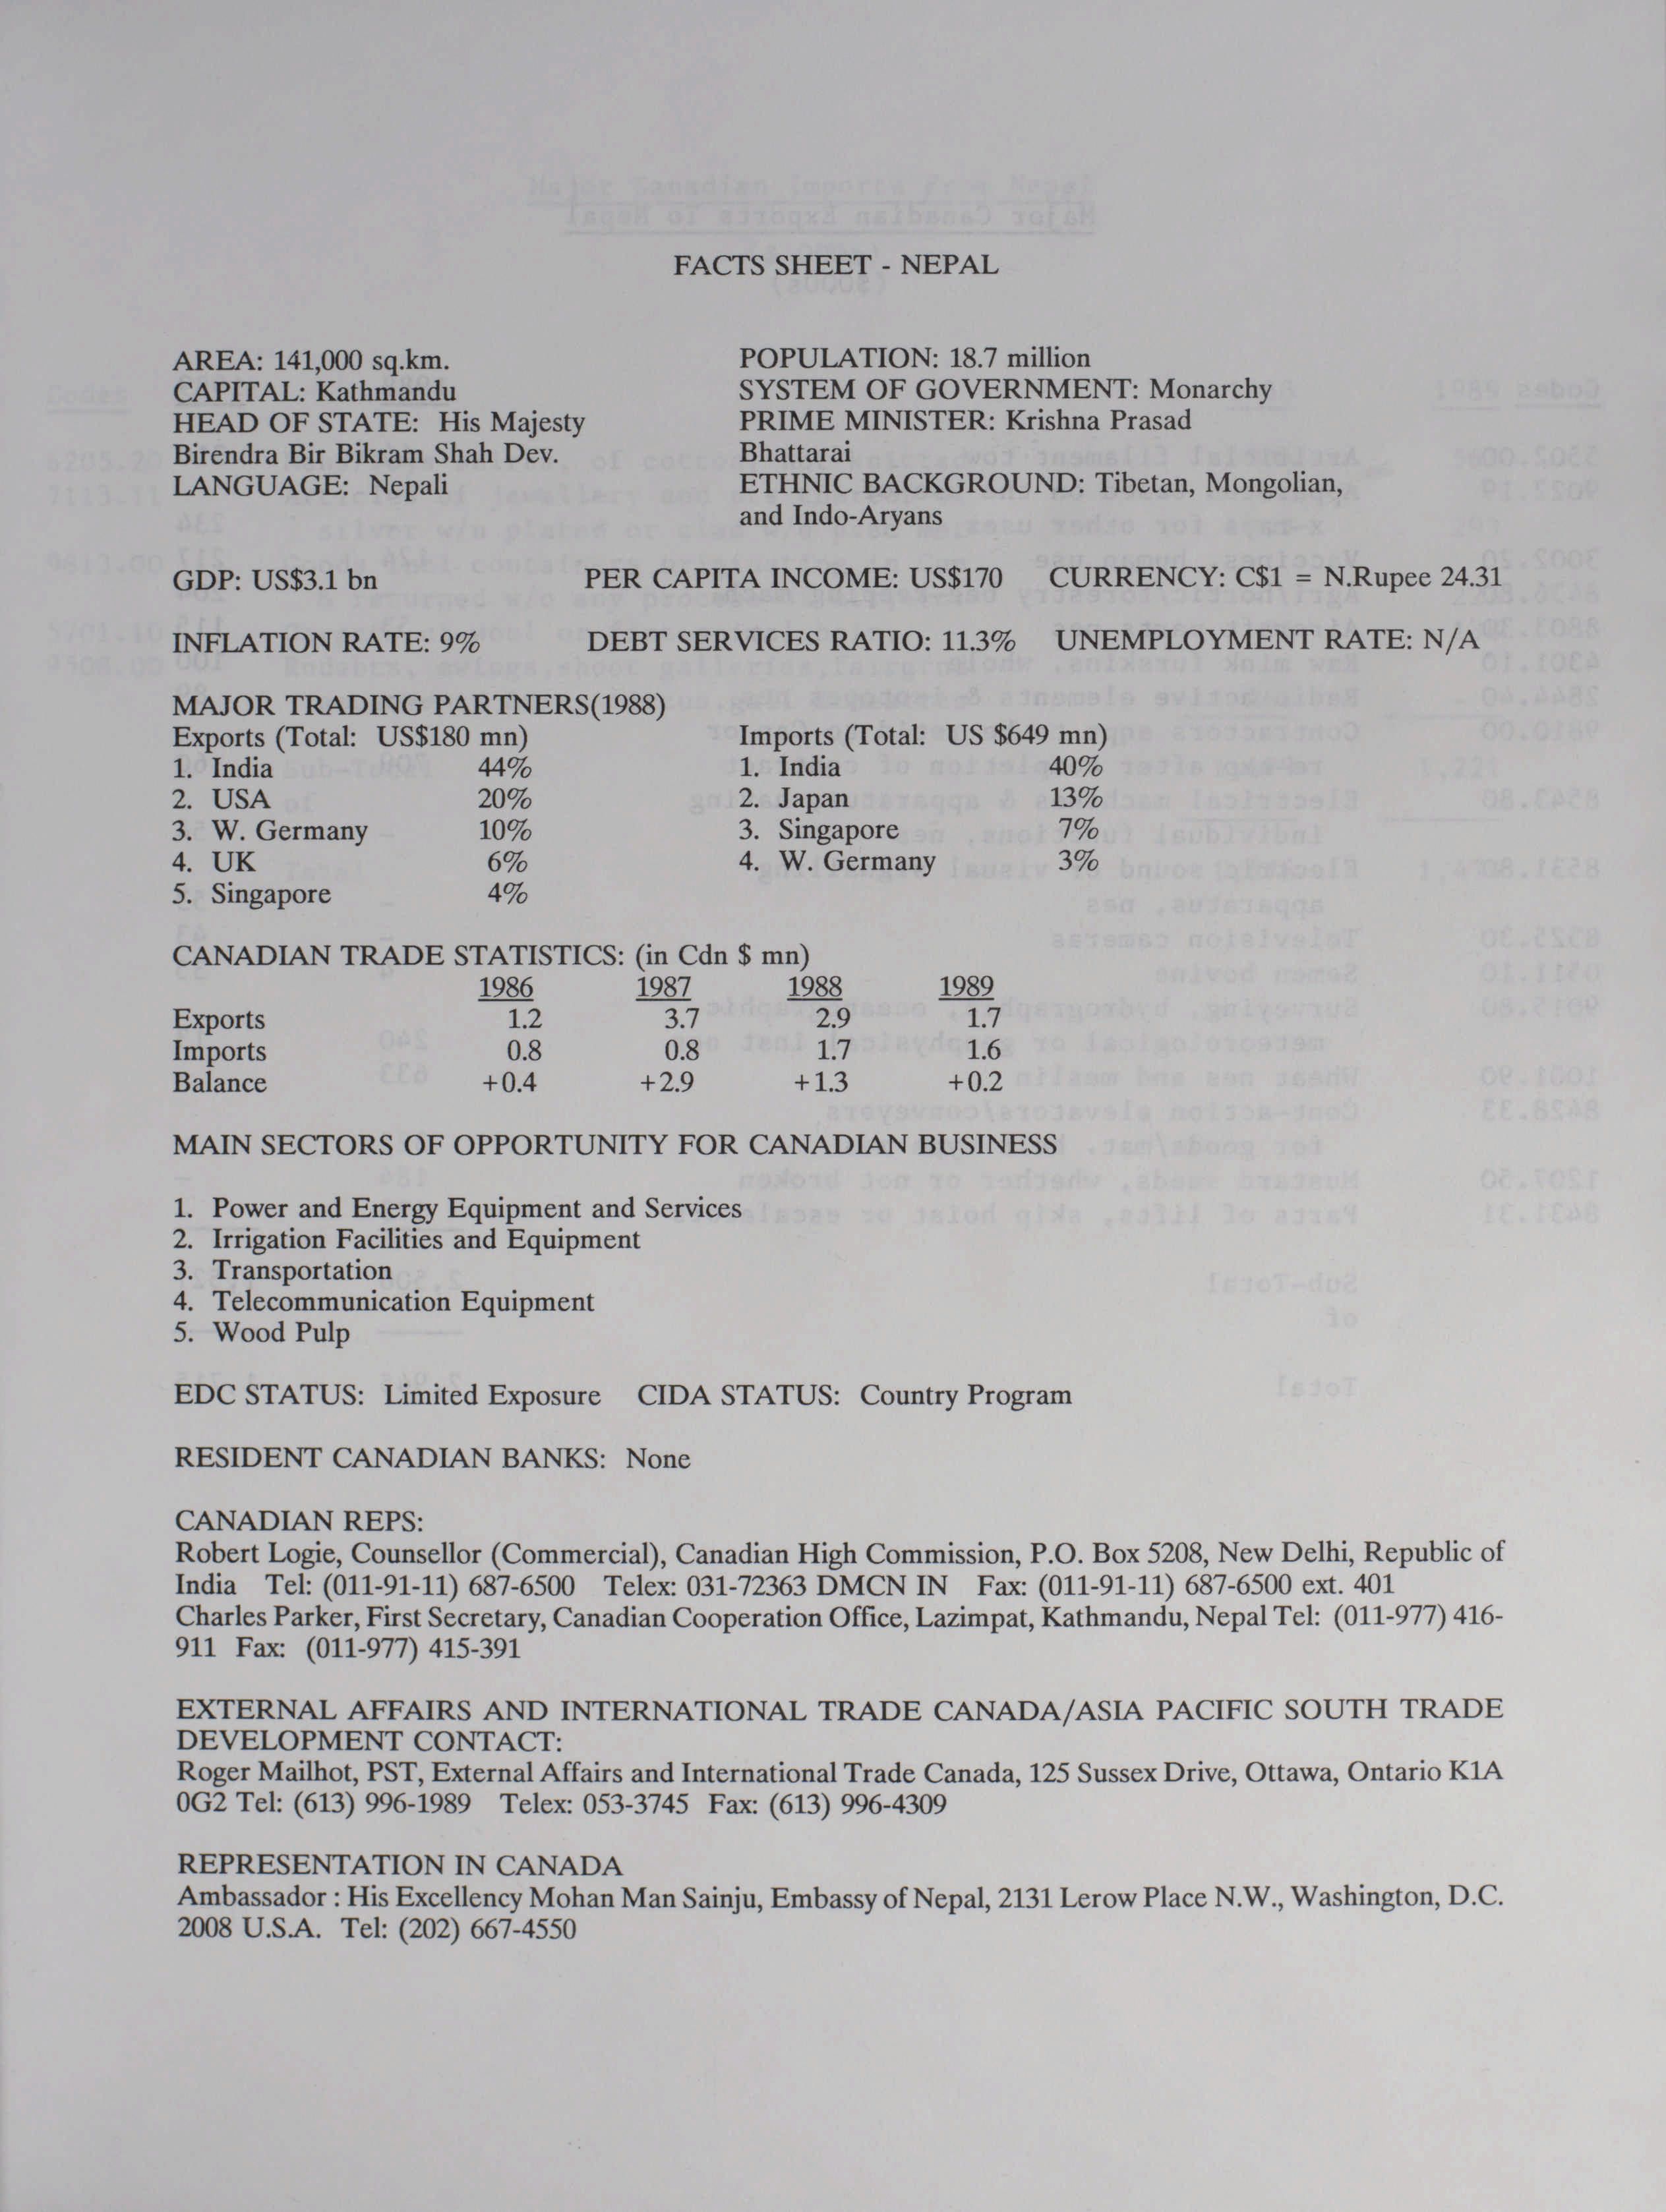 FACTS SHEET - NEPAL
AREA: 141,000 sq.km.
CAPITAL: Kathmandu
HEAD OF STATE: His Majesty
Birendra Bir Bikram Shah Dev.
LANGUAGE: Nepali
POPULATION: 18.7 million
SYSTEM OF GOVERNMENT: Monarchy
PRIME MINISTER: Krishna Prasad
Bhattarai
ETHNIC BACKGROUND: Tibetan, Mongolian,
and Indo-Aryans
GDP: US$3.1 bn PER CAPITA INCOME: US$170 CURRENCY: C$1 = N.Rupee 24.31
INFLATION RATE: 9% DEBT SERVICES RATIO: 11.3% UNEMPLOYMENT RATE: N/A
MAJOR TRADING PARTNERS(1988)
Exports (Total: US$180 mn)
1. India 44%
2. USA 20%
3. W. Germany 10%
4. UK 6%
5. Singapore 4%
Imports (Total: US $649 mn)
1. India 40%
2. Japan 13%
3. Singapore 7%
4. W. Germany 3%
CANADIAN TRADE STATISTICS: (in Cdn $ mn)
1986 1987 1988 1989
Exports 1.2 3.7 2.9 1.7
Imports 0.8 0.8 1.7 1.6
Balance +0.4 +2.9 +1.3 +0.2
MAIN SECTORS OF OPPORTUNITY FOR CANADIAN BUSINESS
1. Power and Energy Equipment and Services
2. Irrigation Facilities and Equipment
3. Transportation
4. Telecommunication Equipment
5. Wood Pulp
EDC STATUS: Limited Exposure CIDA STATUS: Country Program
RESIDENT CANADIAN BANKS: None
CANADIAN REPS:
Robert Logie, Counsellor (Commercial), Canadian High Commission, P.O. Box 5208, New Delhi, Republic of
India Tel: (011-91-11) 687-6500 Telex: 031-72363 DMCN IN Fax: (011-91-11) 687-6500 ext. 401
Charles Parker, First Secretary, Canadian Cooperation Office, Lazimpat, Kathmandu, Nepal Tel: (011-977) 416-
911 Fax: (011-977) 415-391
EXTERNAL AFFAIRS AND INTERNATIONAL TRADE CANADA/ASIA PACIFIC SOUTH TRADE
DEVELOPMENT CONTACT:
Roger Mailhot, PST, External Affairs and International Trade Canada, 125 Sussex Drive, Ottawa, Ontario K1A
0G2 Tel: (613) 996-1989 Telex: 053-3745 Fax: (613) 996-4309
REPRESENTATION IN CANADA
Ambassador : His Excellency Mohan Man Sainju, Embassy of Nepal, 2131 Lerow Place N.W., Washington, D.C.
2008 U.S.A. Tel: (202) 667-4550